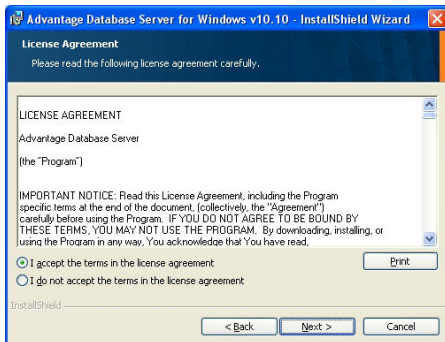 Advantage Database Server for Windows v10.10 - InstallShield Wizard
License Agreement
Please read the following license agreement carefully.
LICENSE AGREEMENT
Advantage Database Server
(the "Program")
IMPORTANT NOTICE: Read this License Agreement, including the Program
specific terms at the end of the document, (collectively, the "Agreement")
carefully before using the Program. IF YOU DO NOT AGREE TO BE BOUND BY
THESE TERMS, YOU MAY NOT USE THE PROGRAM. By downloading, installing, or
using the Program in any way, You acknowledge that You have read,
I accept the terms in the license agreement
Print
I do not accept the terms in the license agreement
InstallShield
< Back
Next >
Cancel